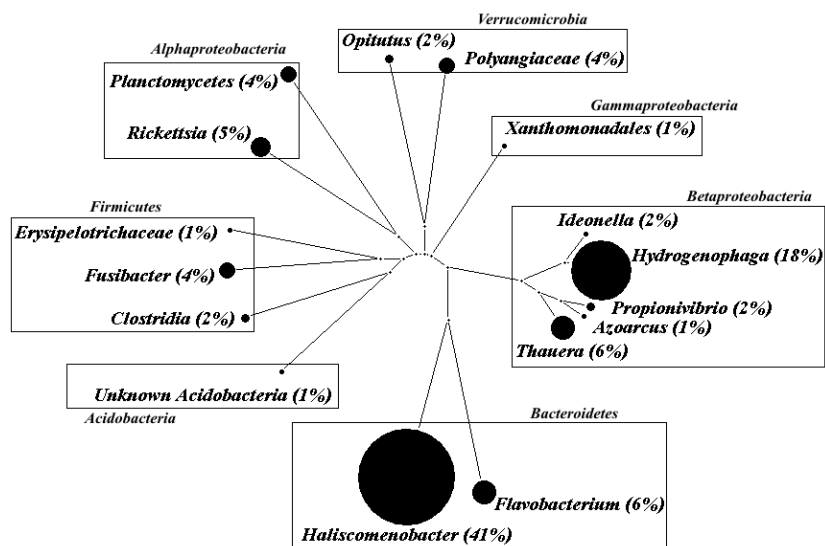 Verrucomicrobia
Opitutus (2%)
Polyangiaceae (4%)
Alphaproteobacteria
Planctomycetes (4%)
Rickettsia (5%)
Gammaproteobacteria
Xanthomonadales (1%)
Firmicutes
Erysipelotrichaceae (1%)
Fusibacter (4%)
Clostridia (2%)
Betaproteobacteria
Ideonella (2%)
Hydrogenophaga (18%)
Propionivibrio (2%)
Azoarcus (1%)
Thauera (6%)
Unknown Acidobacteria (1%)
Acidobacteria
Bacteroidetes
Flavobacterium (6%)
Haliscomenobacter (41%)